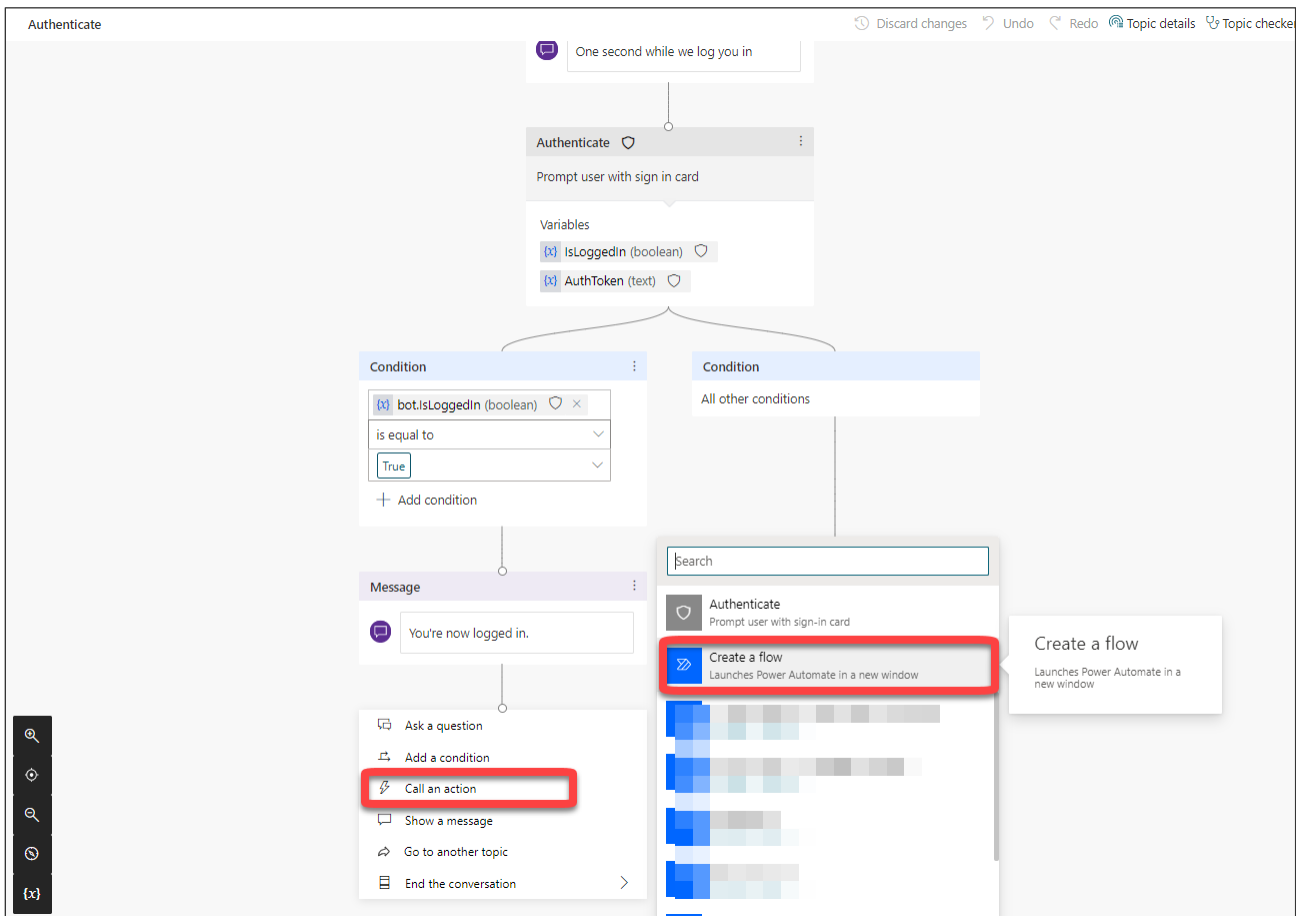 Authenticate
Discard changes
Undo
Redo
Topic details
Topic checker
One second while we log you in
Authenticate
Prompt user with sign in card
Variables
{x} IsLoggedIn (boolean)
{x} AuthToken (text)
Condition
{x} bot.IsLoggedIn (boolean)
is equal to
True
Add condition
Condition
All other conditions
Message
You're now logged in.
Ask a question
Add a condition
Call an action
Show a message
Go to another topic
End the conversation
Search
Authenticate
Prompt user with sign-in card
Create a flow
Launches Power Automate in a new window
Create a flow
Launches Power Automate in a
new window
{x}